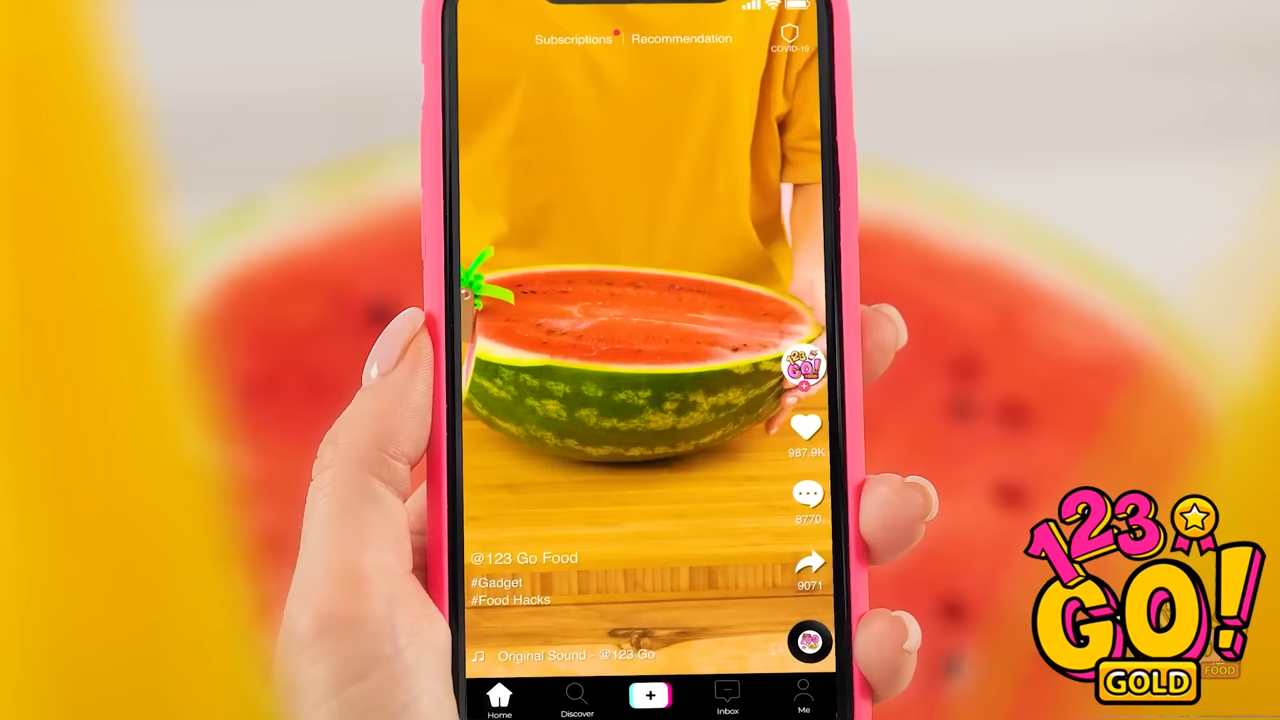 Subscriptions | Recommendation
COVID-19
123
GO!
FOOD
987.9K
8770
@123 Go Food
#Gadget
#Food Hacks
9071
Original Sound - @123 Go
Home
Discover
Inbox
Me
123
GO!
GOLD
FOOD